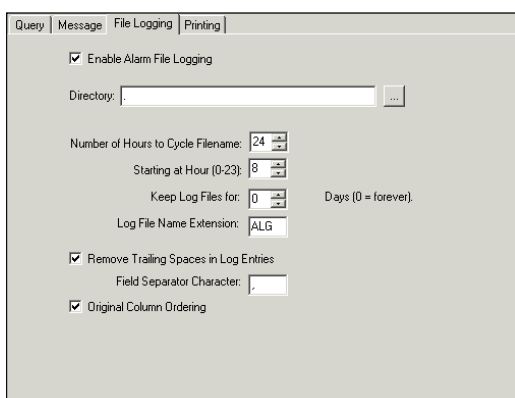 Query Message File Logging Printing
Enable Alarm File Logging
Directory: . ...
Number of Hours to Cycle Filename: 24
Starting at Hour (0-23): 8
Keep Log Files for: 0 Days (0 = forever).
Log File Name Extension: ALG
Remove Trailing Spaces in Log Entries
Field Separator Character: ,
Original Column Ordering